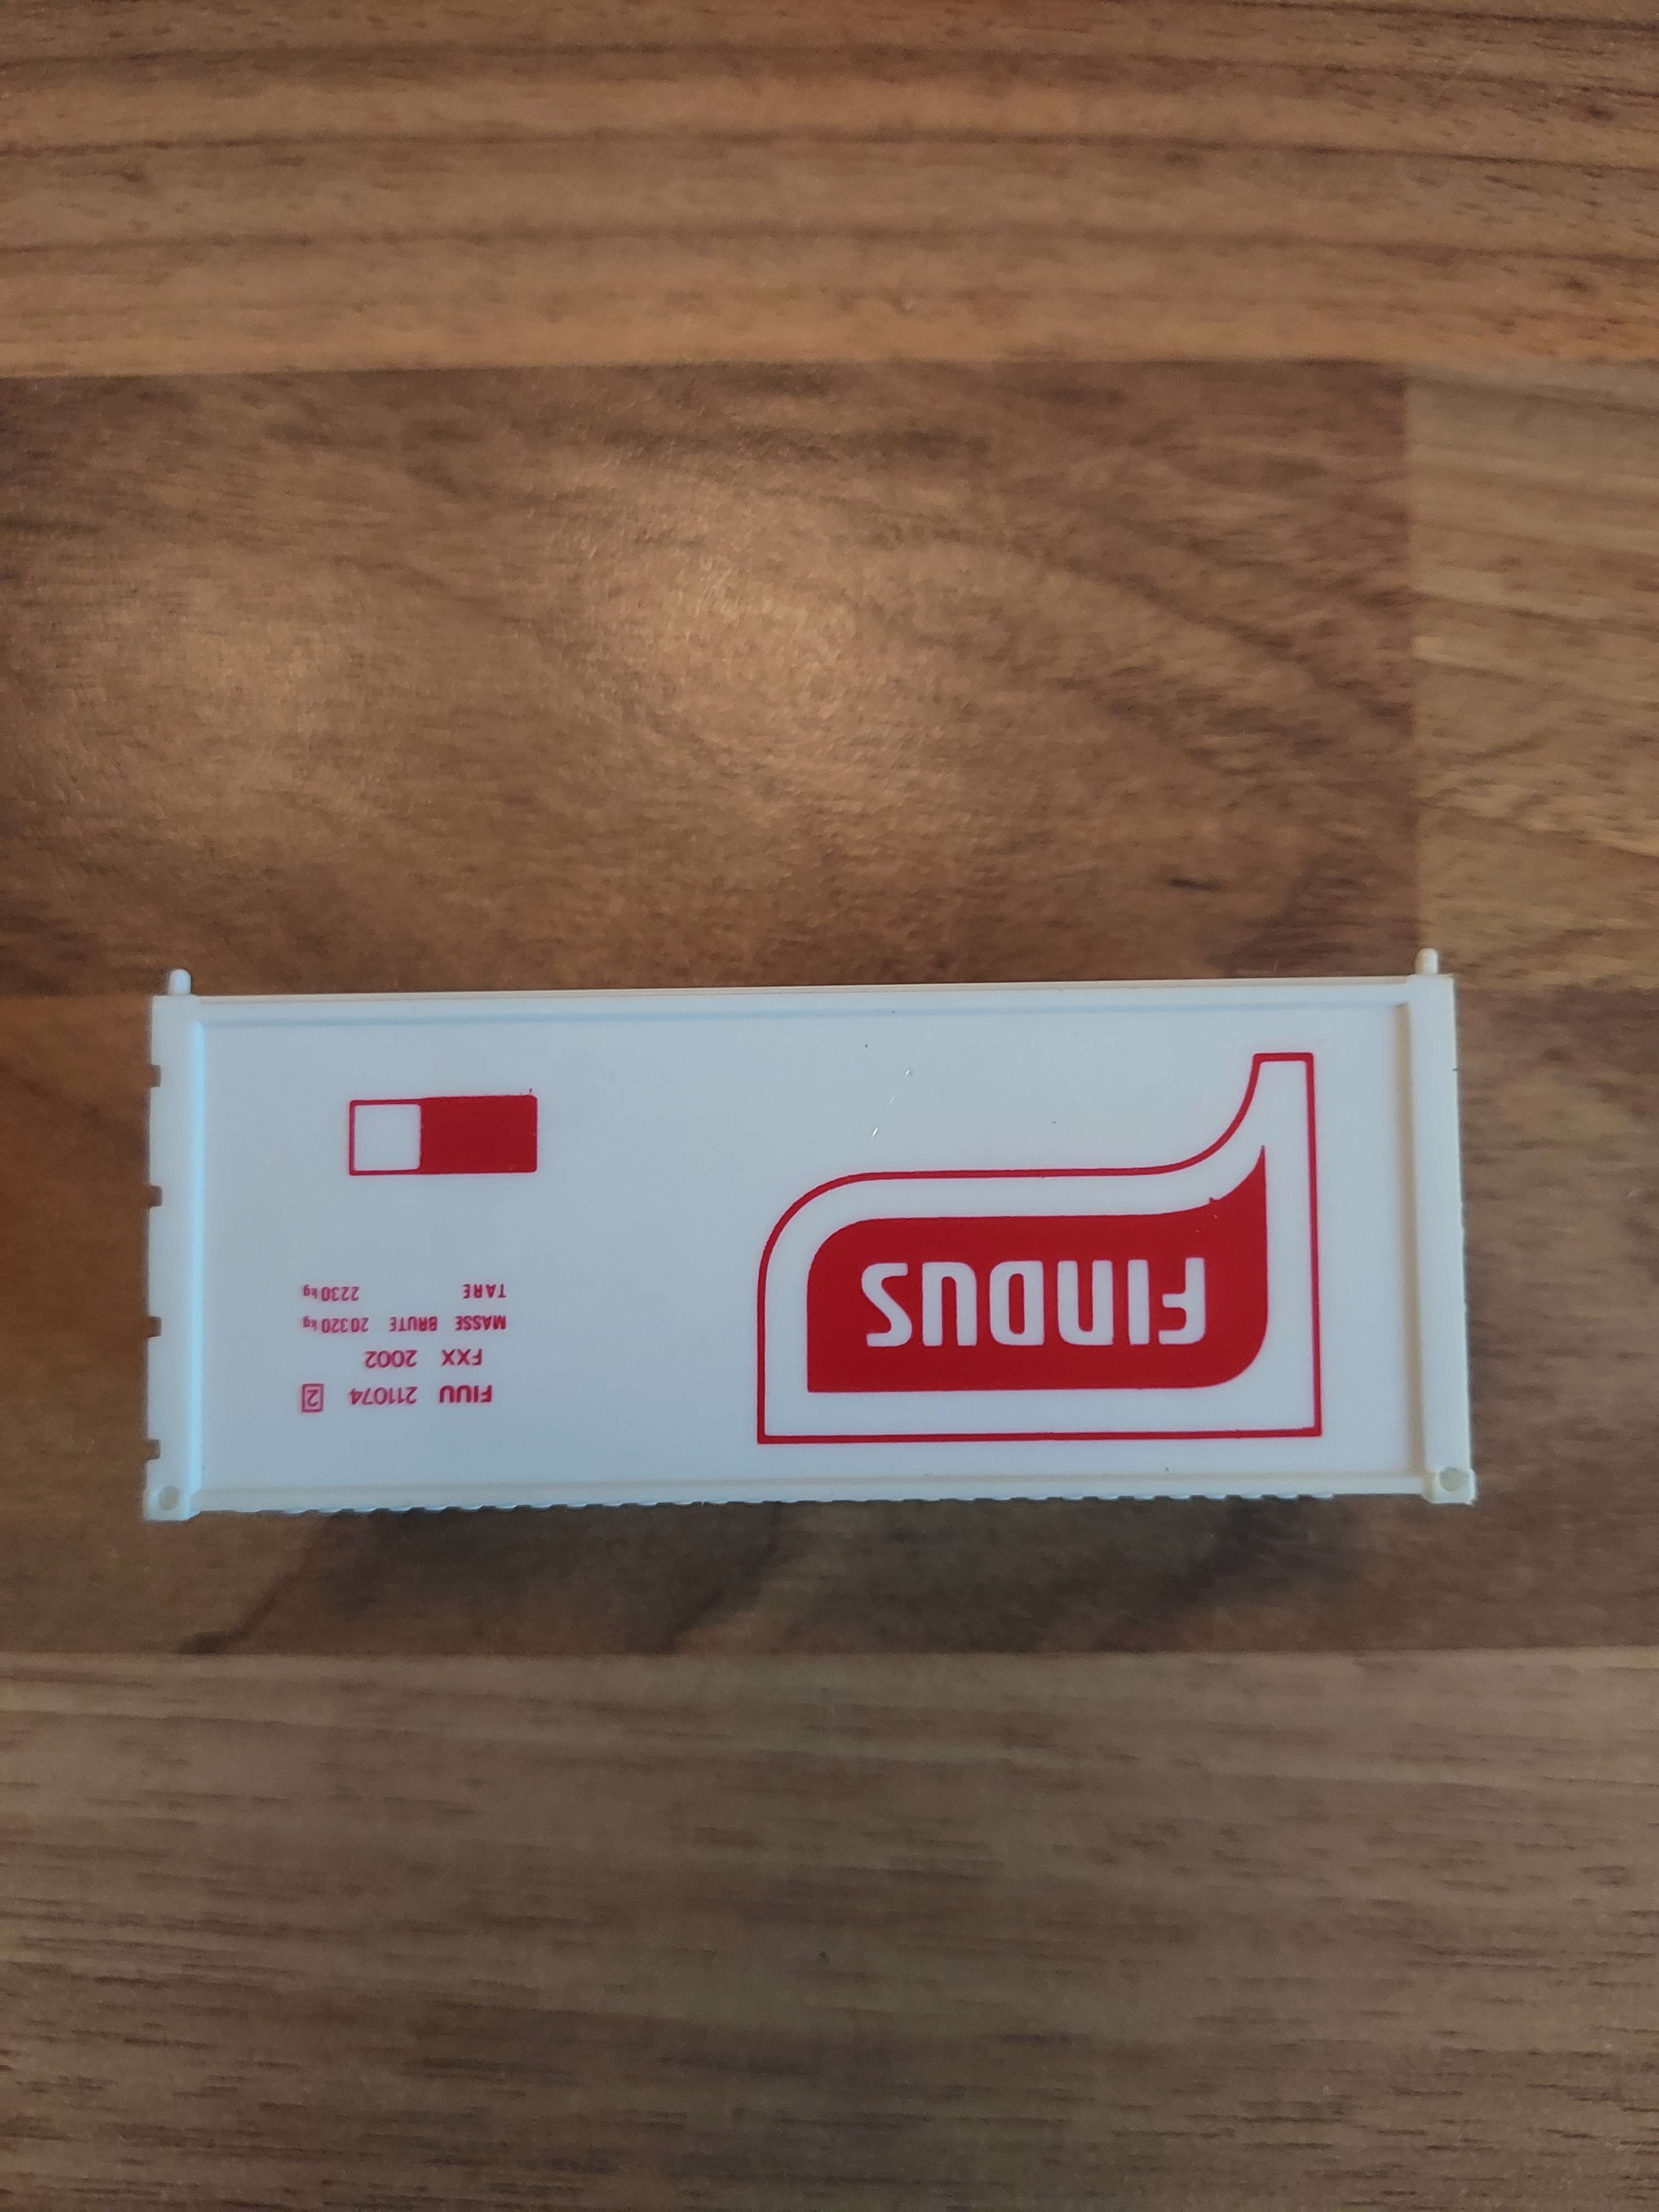 FINDUS
FIUU 211074 2
FXX 2002
MASSE BRUTE 20320 kg
TARE 2230 kg